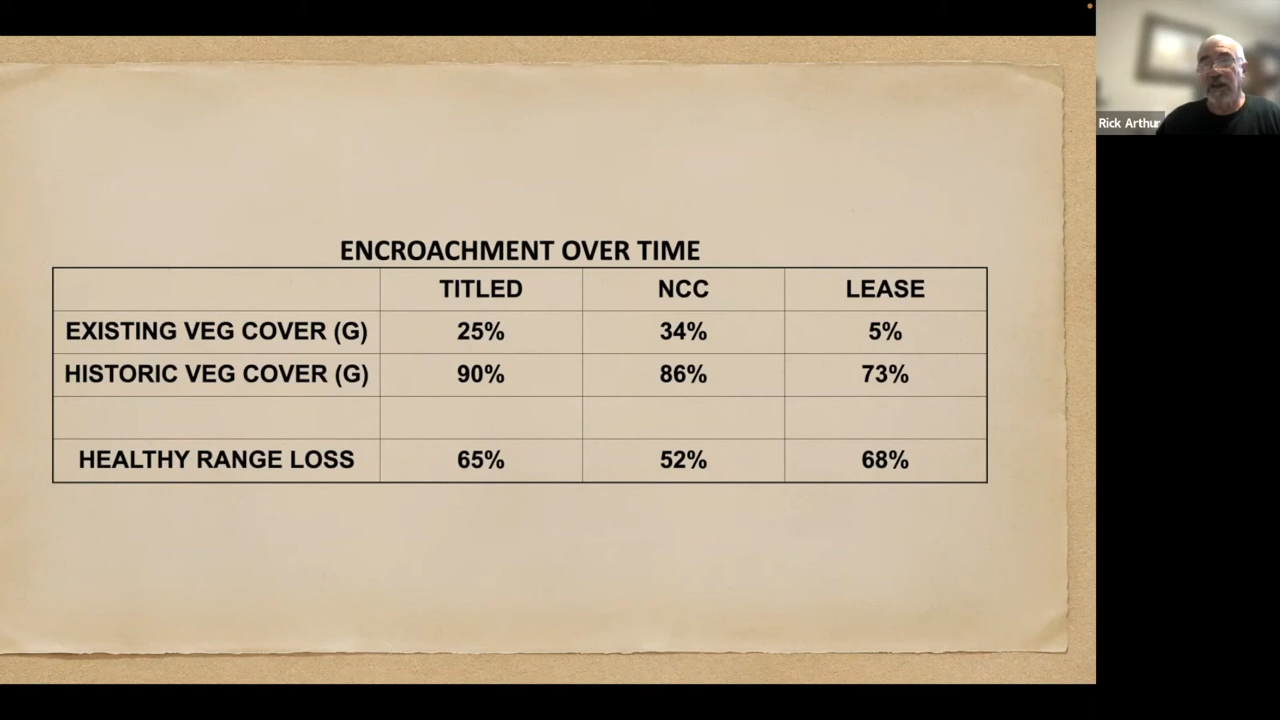 ENCROACHMENT OVER TIME
TITLED NCC LEASE
EXISTING VEG COVER (G) 25% 34% 5%
HISTORIC VEG COVER (G) 90% 86% 73%
HEALTHY RANGE LOSS 65% 52% 68%
Rick Arthur